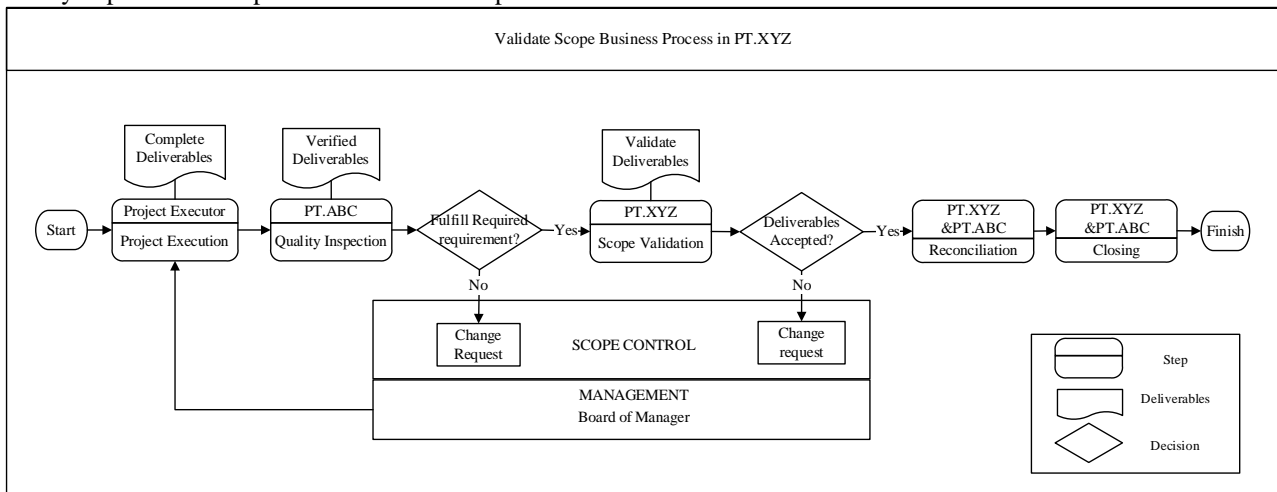 Validate Scope Business Process in PT.XYZ
Complete
Deliverables
Verified
Deliverables
Validate
Deliverables
Start
Project Executor
Project Execution
PT.ABC
Quality Inspection
Fulfill Required
requirement?
Yes
PT.XYZ
Scope Validation
Deliverables
Accepted?
Yes
PT.XYZ
&PT.ABC
Reconciliation
PT.XYZ
&PT.ABC
Closing
Finish
No
No
Change
Request
SCOPE CONTROL
Change
request
MANAGEMENT
Board of Manager
Step
Deliverables
Decision